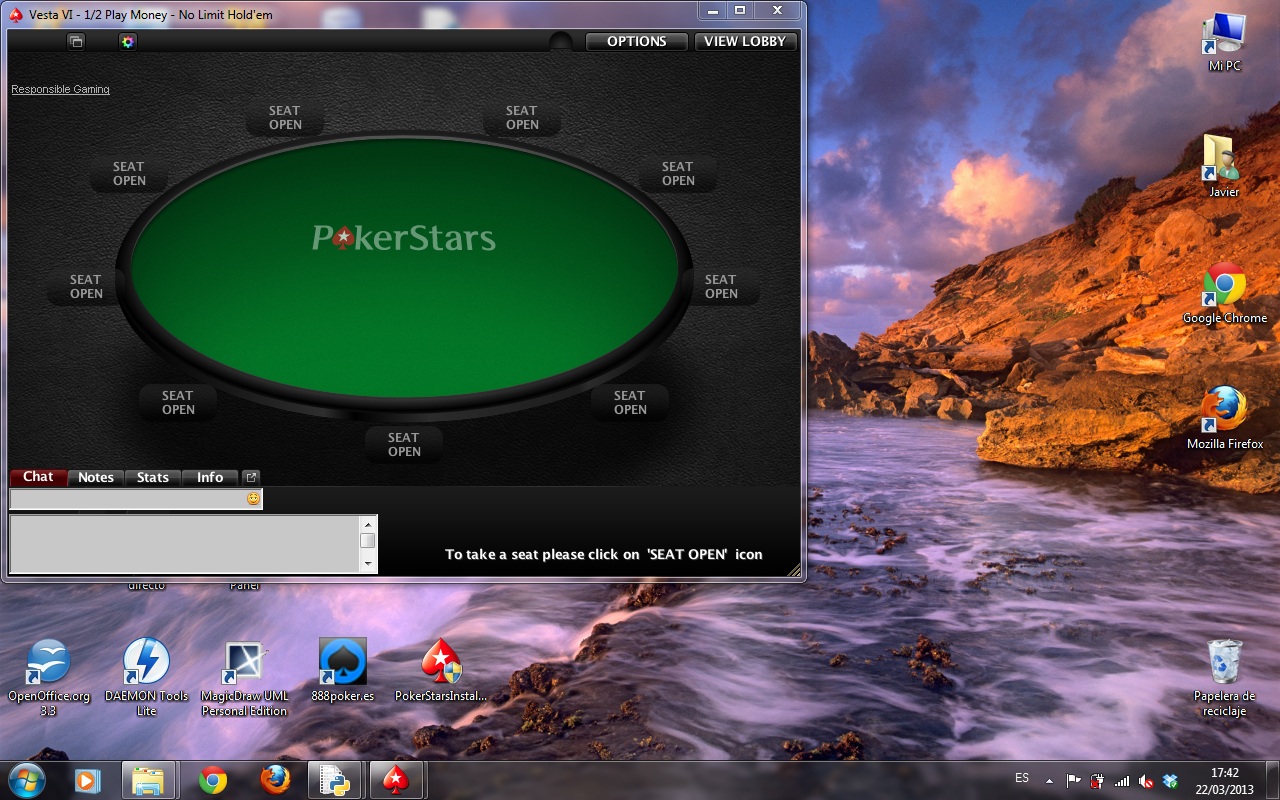 Vesta VI - 1/2 Play Money - No Limit Hold'em
OPTIONS
VIEW LOBBY
Responsible Gaming
SEAT
OPEN
SEAT
OPEN
SEAT
OPEN
SEAT
OPEN
PokerStars
SEAT
OPEN
SEAT
OPEN
SEAT
OPEN
SEAT
OPEN
SEAT
OPEN
Chat
Notes
Stats
Info
To take a seat please click on 'SEAT OPEN' icon
Mi PC
Javier
Google Chrome
Mozilla Firefox
directo
Panel
OpenOffice.org
3.3
DAEMON Tools
Lite
MagicDraw UML
Personal Edition
888poker.es
PokerStarsInstal...
Papelera de
reciclaje
ES
17:42
22/03/2013